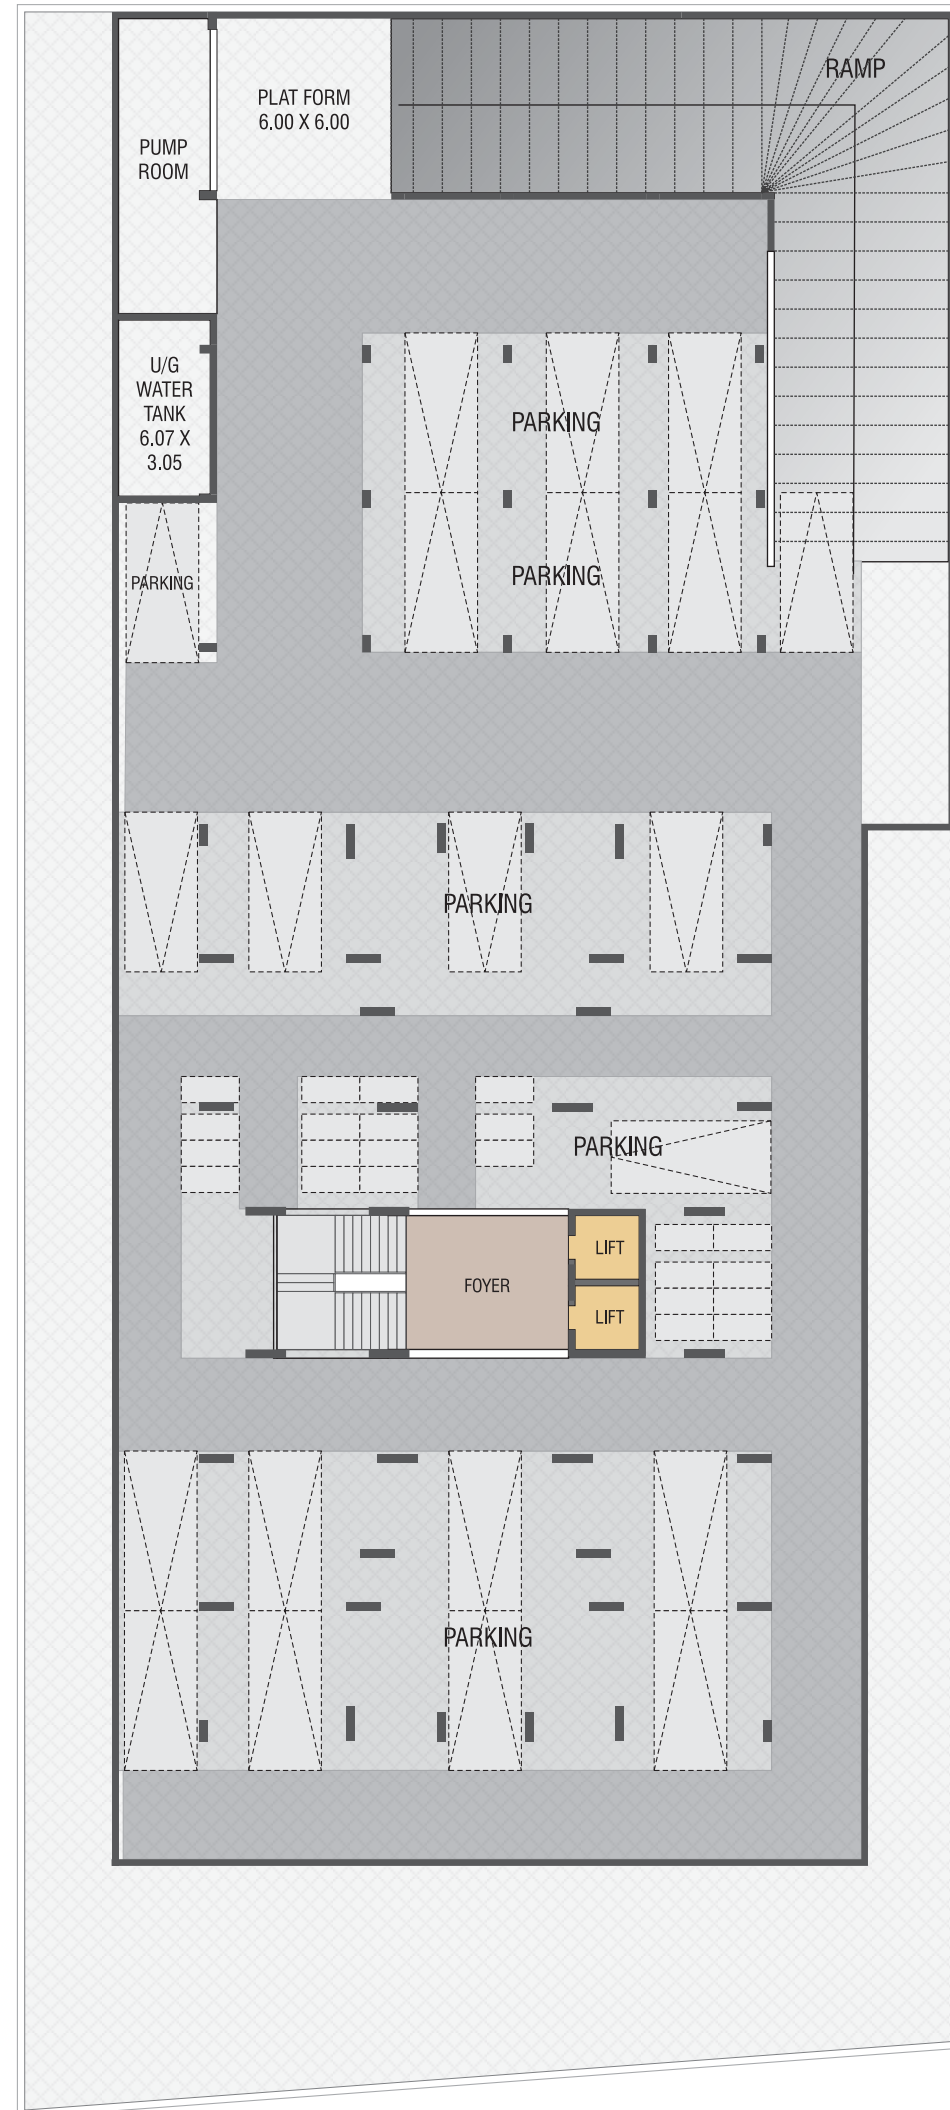 RAMP
PLAT FORM
6.00 X 6.00
PUMP
ROOM
U/G
WATER
TANK
6.07 X
3.05
PARKING
PARKING
PARKING
PARKING
PARKING
LIFT
FOYER
LIFT
PARKING